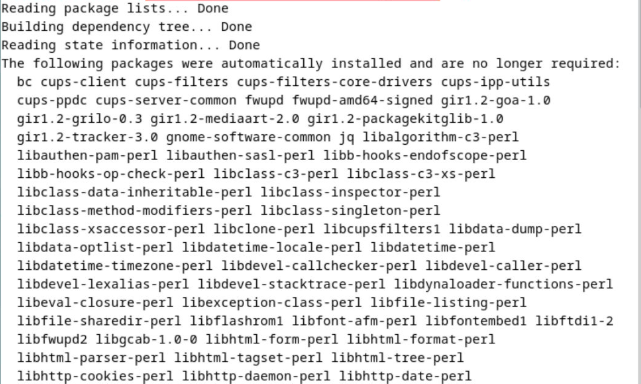 Reading package lists... Done
Building dependency tree... Done
Reading state information... Done
The following packages were automatically installed and are no longer required:
bc cups-client cups-filters cups-filters-core-drivers cups-ipp-utils
cups-ppdc cups-server-common fwupd fwupd-amd64-signed gir1.2-goa-1.0
gir1.2-grilo-0.3 gir1.2-mediaart-2.0 gir1.2-packagekitglib-1.0
gir1.2-tracker-3.0 gnome-software-common jq libalgorithm-c3-perl
libauthen-pam-perl libauthen-sasl-perl libb-hooks-endofscope-perl
libb-hooks-op-check-perl libclass-c3-perl libclass-c3-xs-perl
libclass-data-inheritable-perl libclass-inspector-perl
libclass-method-modifiers-perl libclass-singleton-perl
libclass-xsaccessor-perl libclone-perl libcupsfilters1 libdata-dump-perl
libdata-optlist-perl libdatetime-locale-perl libdatetime-perl
libdatetime-timezone-perl libdevel-callchecker-perl libdevel-caller-perl
libdevel-lexalias-perl libdevel-stacktrace-perl libdynaloader-functions-perl
libeval-closure-perl libexception-class-perl libfile-listing-perl
libfile-sharedir-perl libflashrom1 libfont-afm-perl libfontembed1 libftdi1-2
libfwupd2 libgcab-1.0-0 libhtml-form-perl libhtml-format-perl
libhtml-parser-perl libhtml-tagset-perl libhtml-tree-perl
libhttp-cookies-perl libhttp-daemon-perl libhttp-date-perl